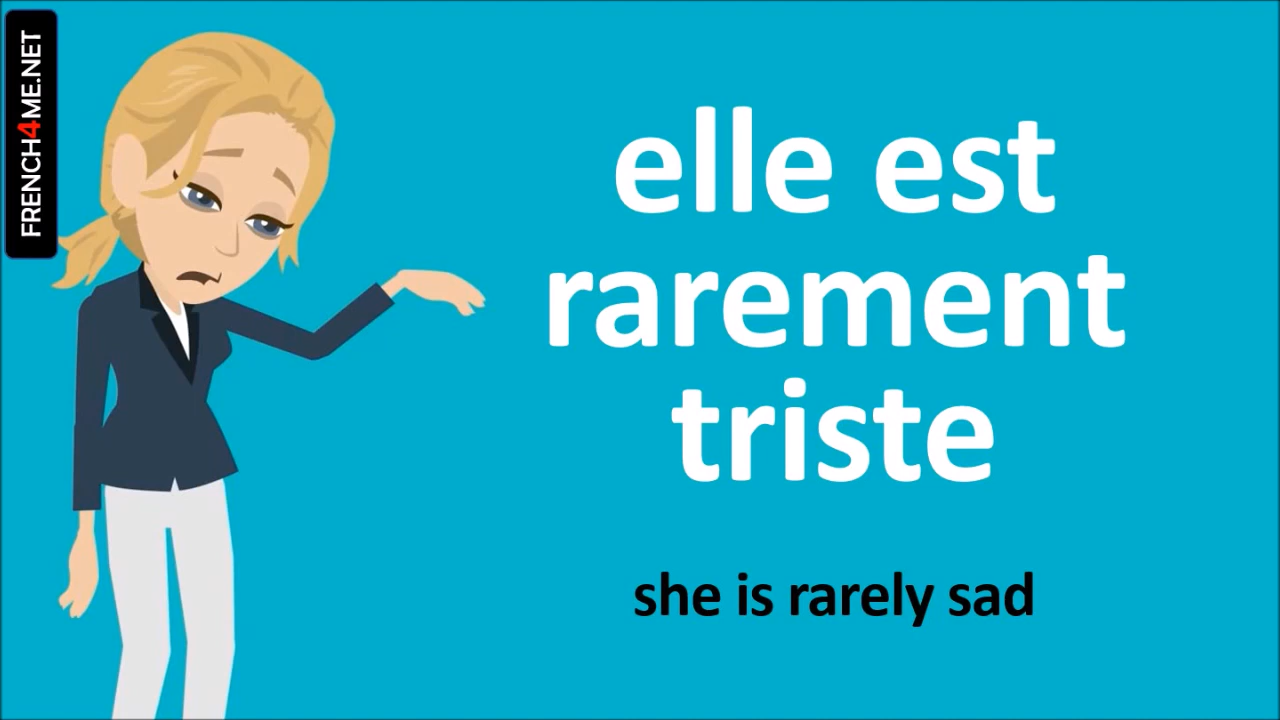 FRENCH4ME.NET
elle est
rarement
triste
she is rarely sad